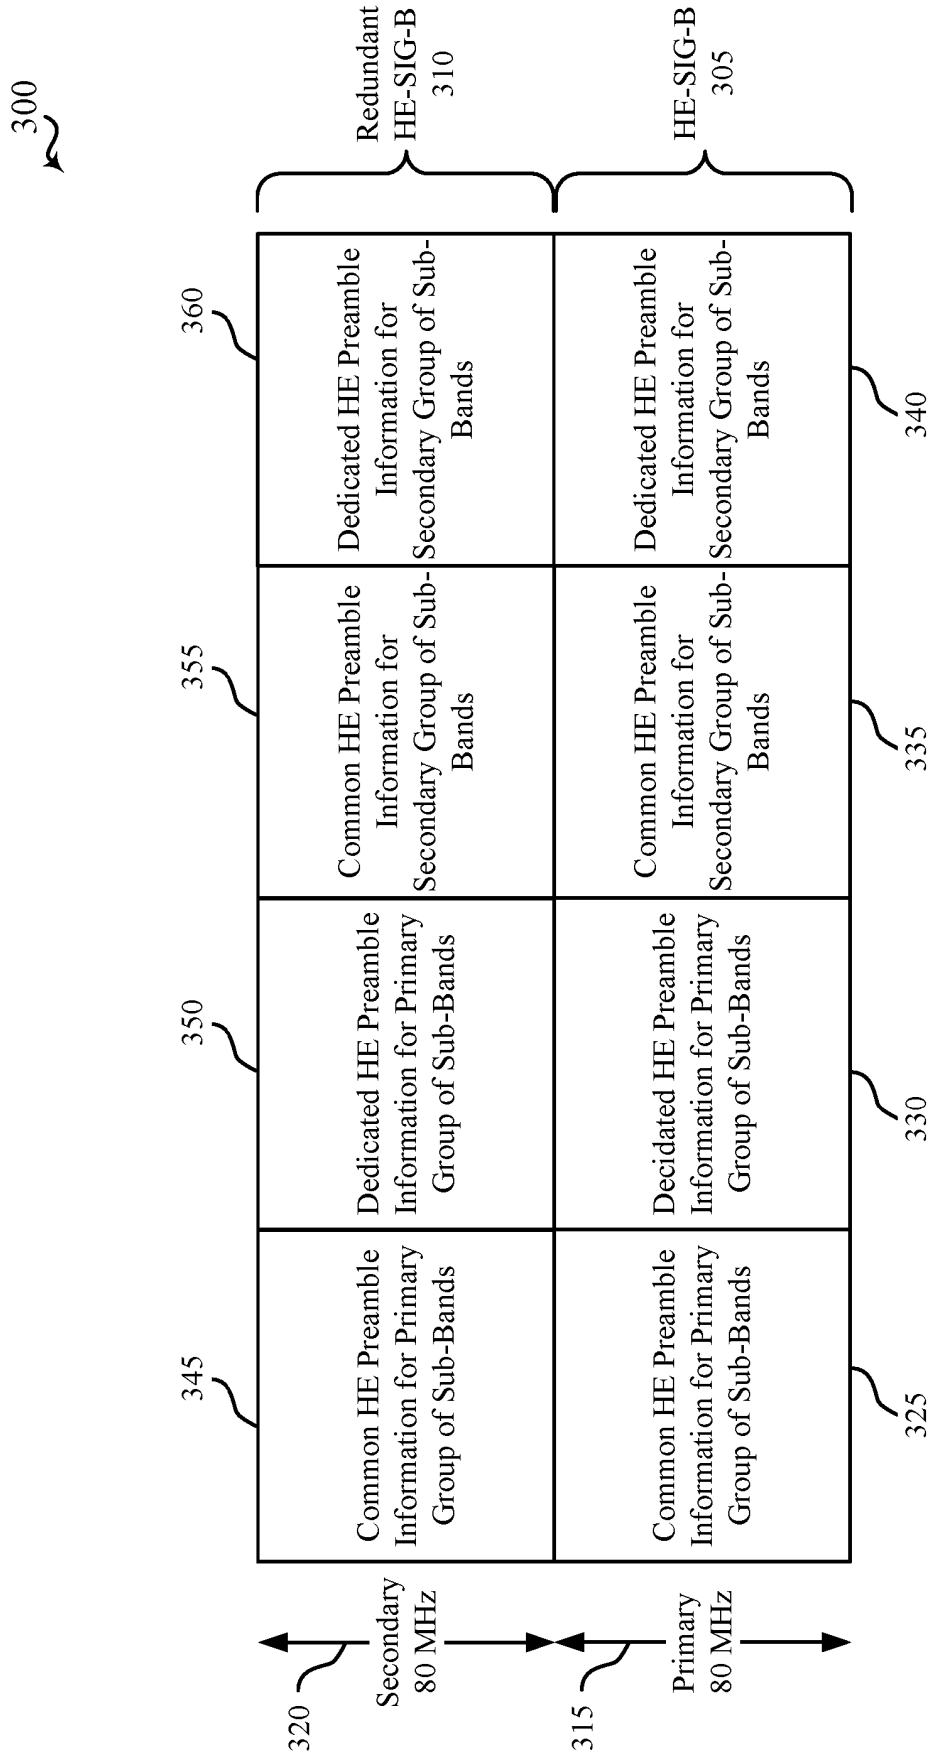 300
345
350
355
360
320
Secondary
80 MHz
Common HE Preamble
Information for Primary
Group of Sub-Bands
Dedicated HE Preamble
Information for Primary
Group of Sub-Bands
Common HE Preamble
Information for
Secondary Group of Sub-
Bands
Dedicated HE Preamble
Information for
Secondary Group of Sub-
Bands
Redundant
HE-SIG-B
310
315
Primary
80 MHz
Common HE Preamble
Information for Primary
Group of Sub-Bands
Decidated HE Preamble
Information for Primary
Group of Sub-Bands
Common HE Preamble
Information for
Secondary Group of Sub-
Bands
Dedicated HE Preamble
Information for
Secondary Group of Sub-
Bands
HE-SIG-B
305
325
330
335
340